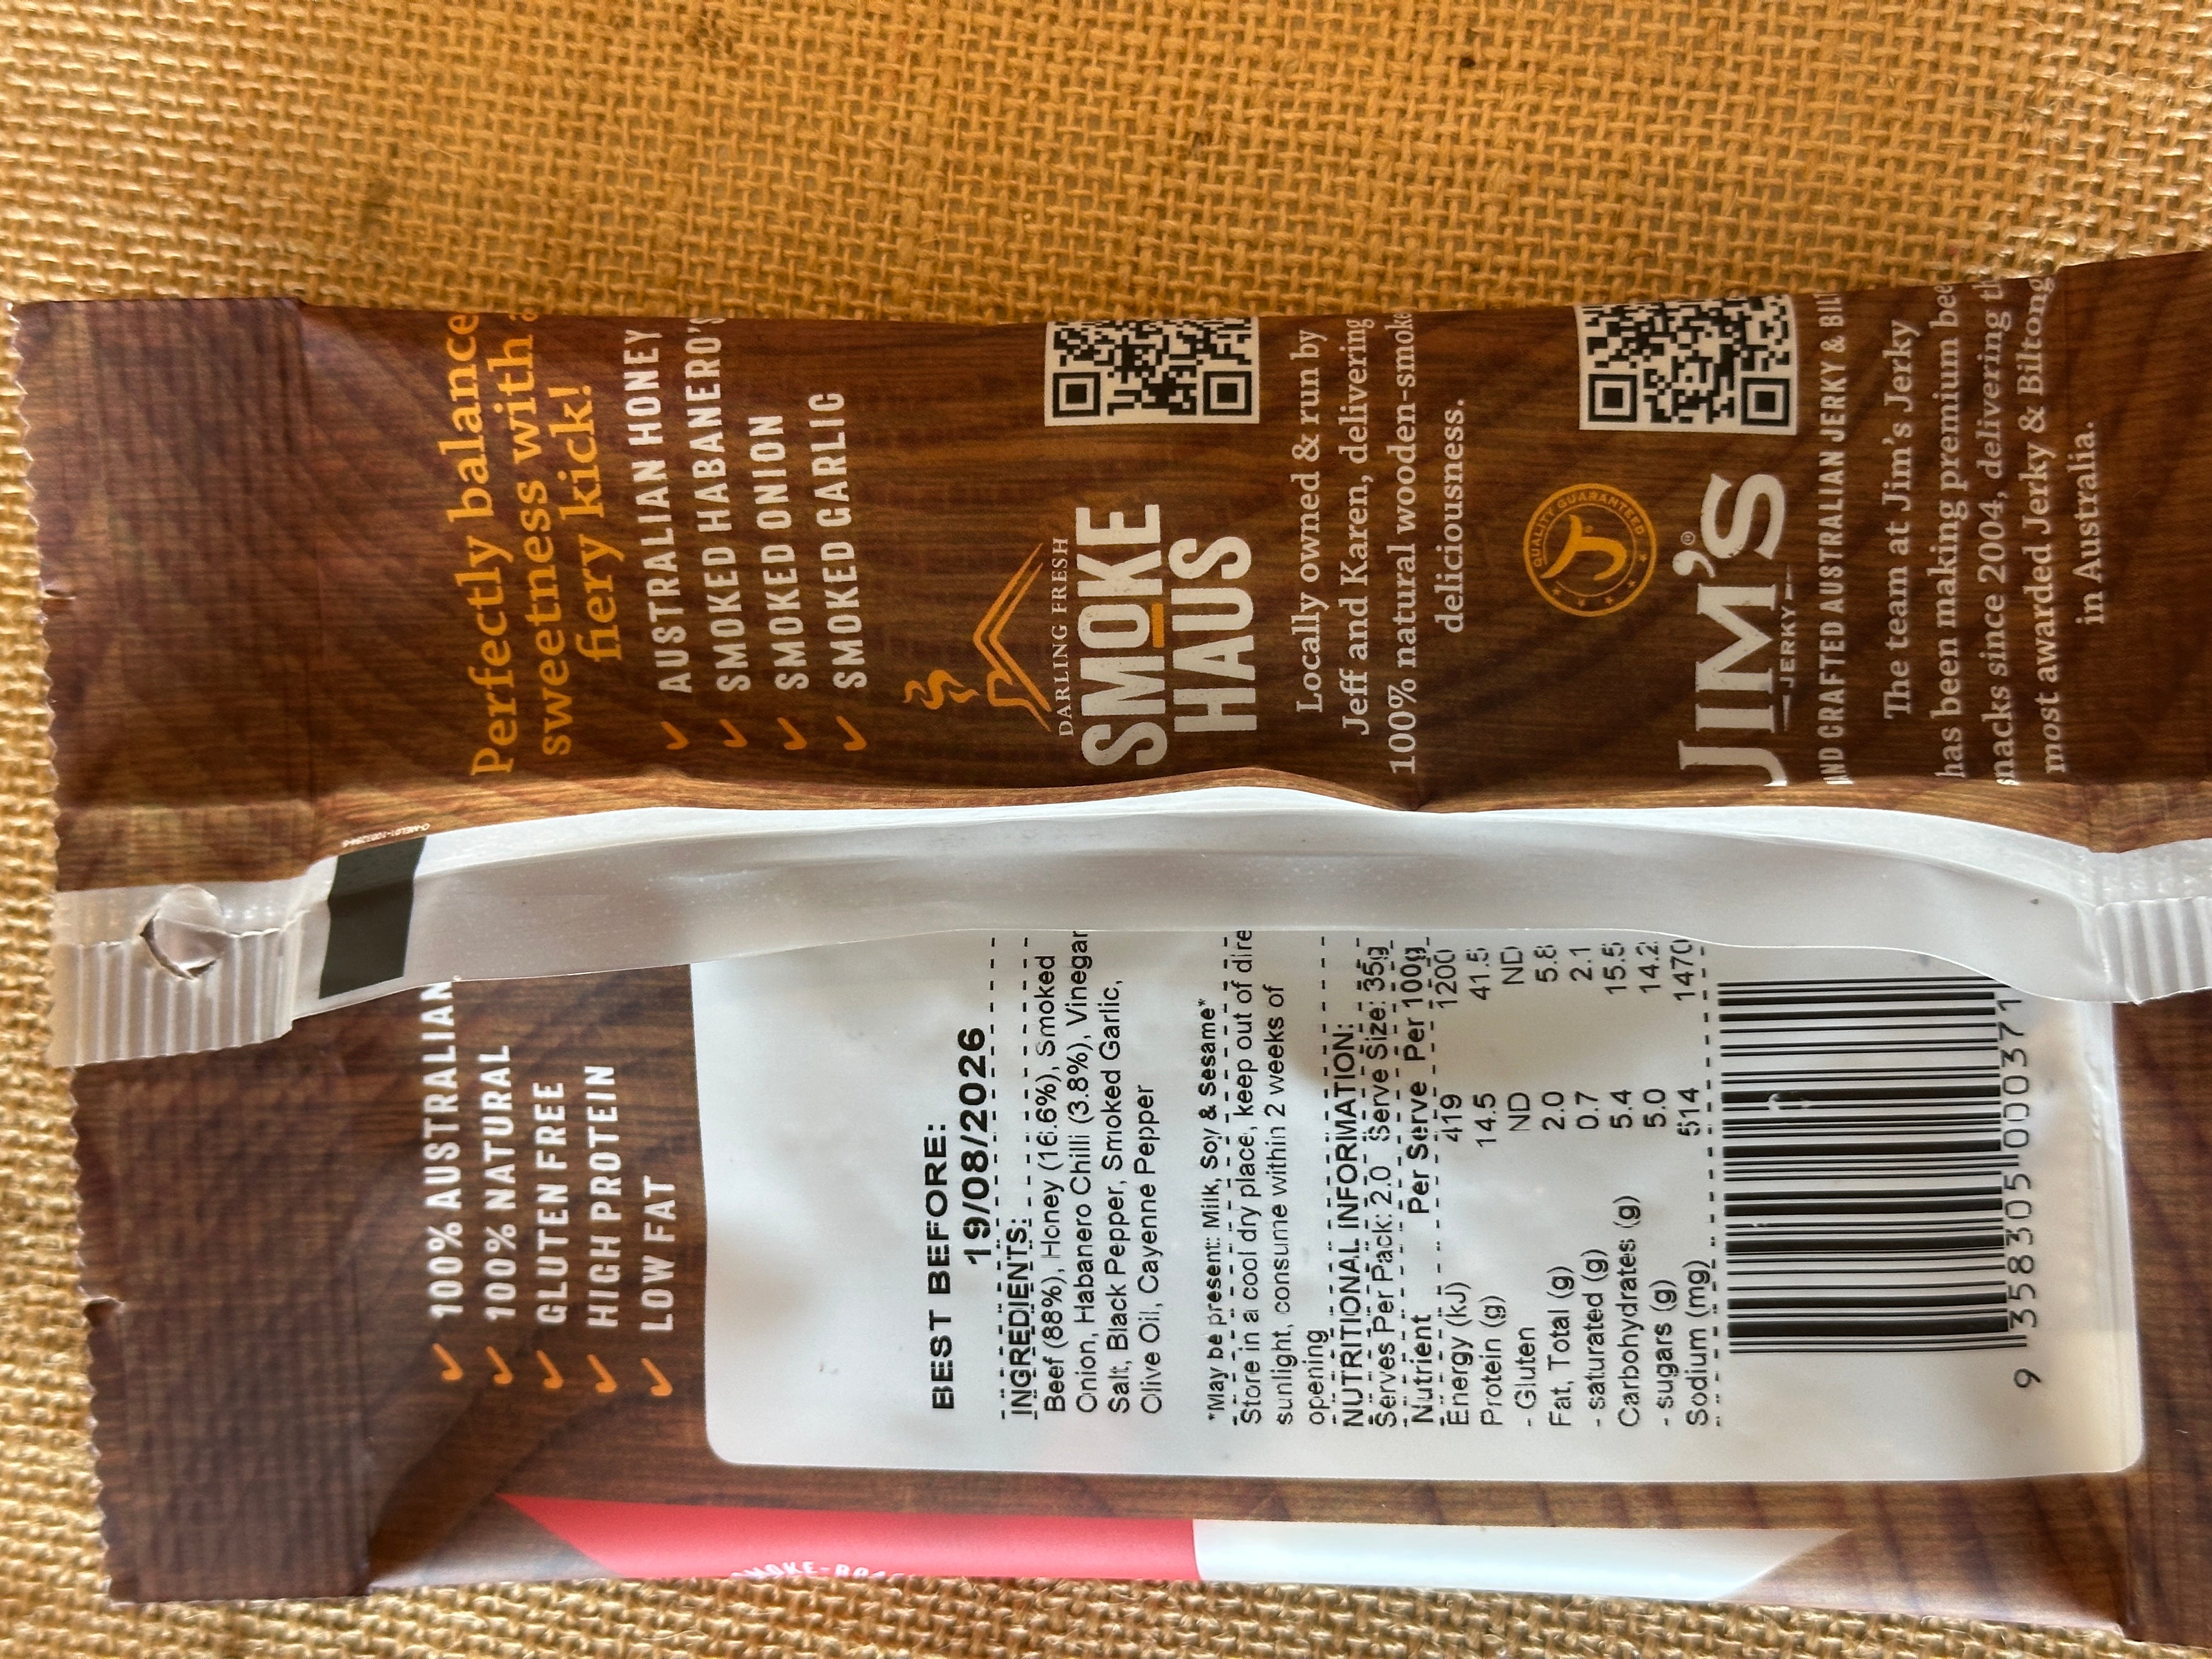 ✓ 100% AUSTRALIAN
✓ 100% NATURAL
✓ GLUTEN FREE
✓ HIGH PROTEIN
✓ LOW FAT
BEST BEFORE:
19/08/2026
INGREDIENTS:
Beef (88%), Honey (16.6%), Smoked
Onion, Habanero Chilli (3.8%), Vinegar
Salt, Black Pepper, Smoked Garlic,
Olive Oil, Cayenne Pepper
*May be present: Milk, Soy & Sesame*
Store in a cool dry place, keep out of
sunlight, consume within 2 weeks of
opening
NUTRITIONAL INFORMATION:
Serves Per Pack: 2.0 Serve Size: 35g
Nutrient Per Serve Per 100g
Energy (kJ) 419 1200
Protein (g) 14.5 41.5
- Gluten ND ND
Fat, Total (g) 2.0 5.8
- saturated (g) 0.7 2.1
Carbohydrates (g) 5.4 15.5
- sugars (g) 5.0 14.2
Sodium (mg) 514 1470
9 358305 000371
Perfectly balance
sweetness with
fiery kick!
✓ AUSTRALIAN HONEY
✓ SMOKED HABANERO'S
✓ SMOKED ONION
✓ SMOKED GARLIC
DARLING FRESH
SMOKE
HAUS
Locally owned & run by
Jeff and Karen, delivering
100% natural wooden-smoke
deliciousness.
QUALITY GUARANTEED
J
JIM'S®
JERKY
AND CRAFTED AUSTRALIAN JERKY & BIL
The team at Jim's Jerky
has been making premium bee
snacks since 2004, delivering th
most awarded Jerky & Biltong
in Australia.